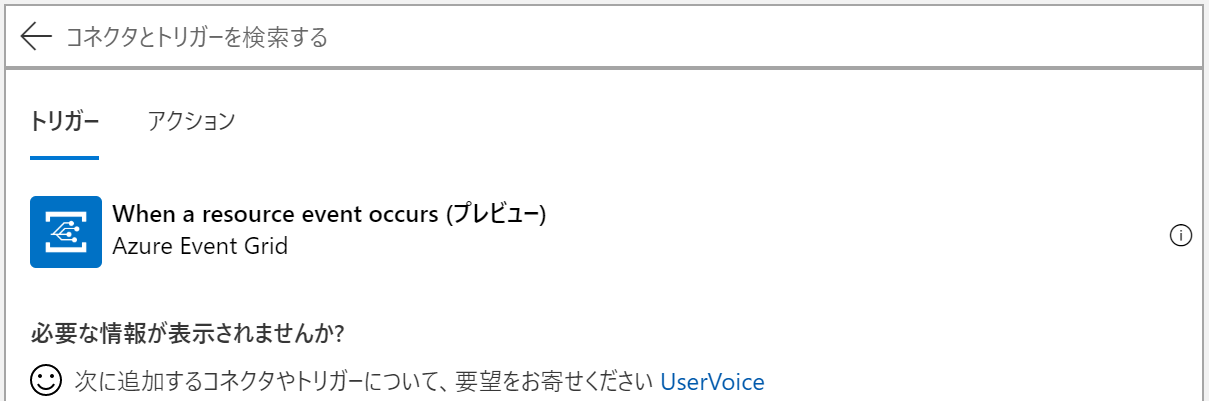 コネクタとトリガーを検索する
トリガー アクション
When a resource event occurs (プレビュー)
Azure Event Grid
必要な情報が表示されませんか?
次に追加するコネクタやトリガーについて、要望をお寄せください UserVoice